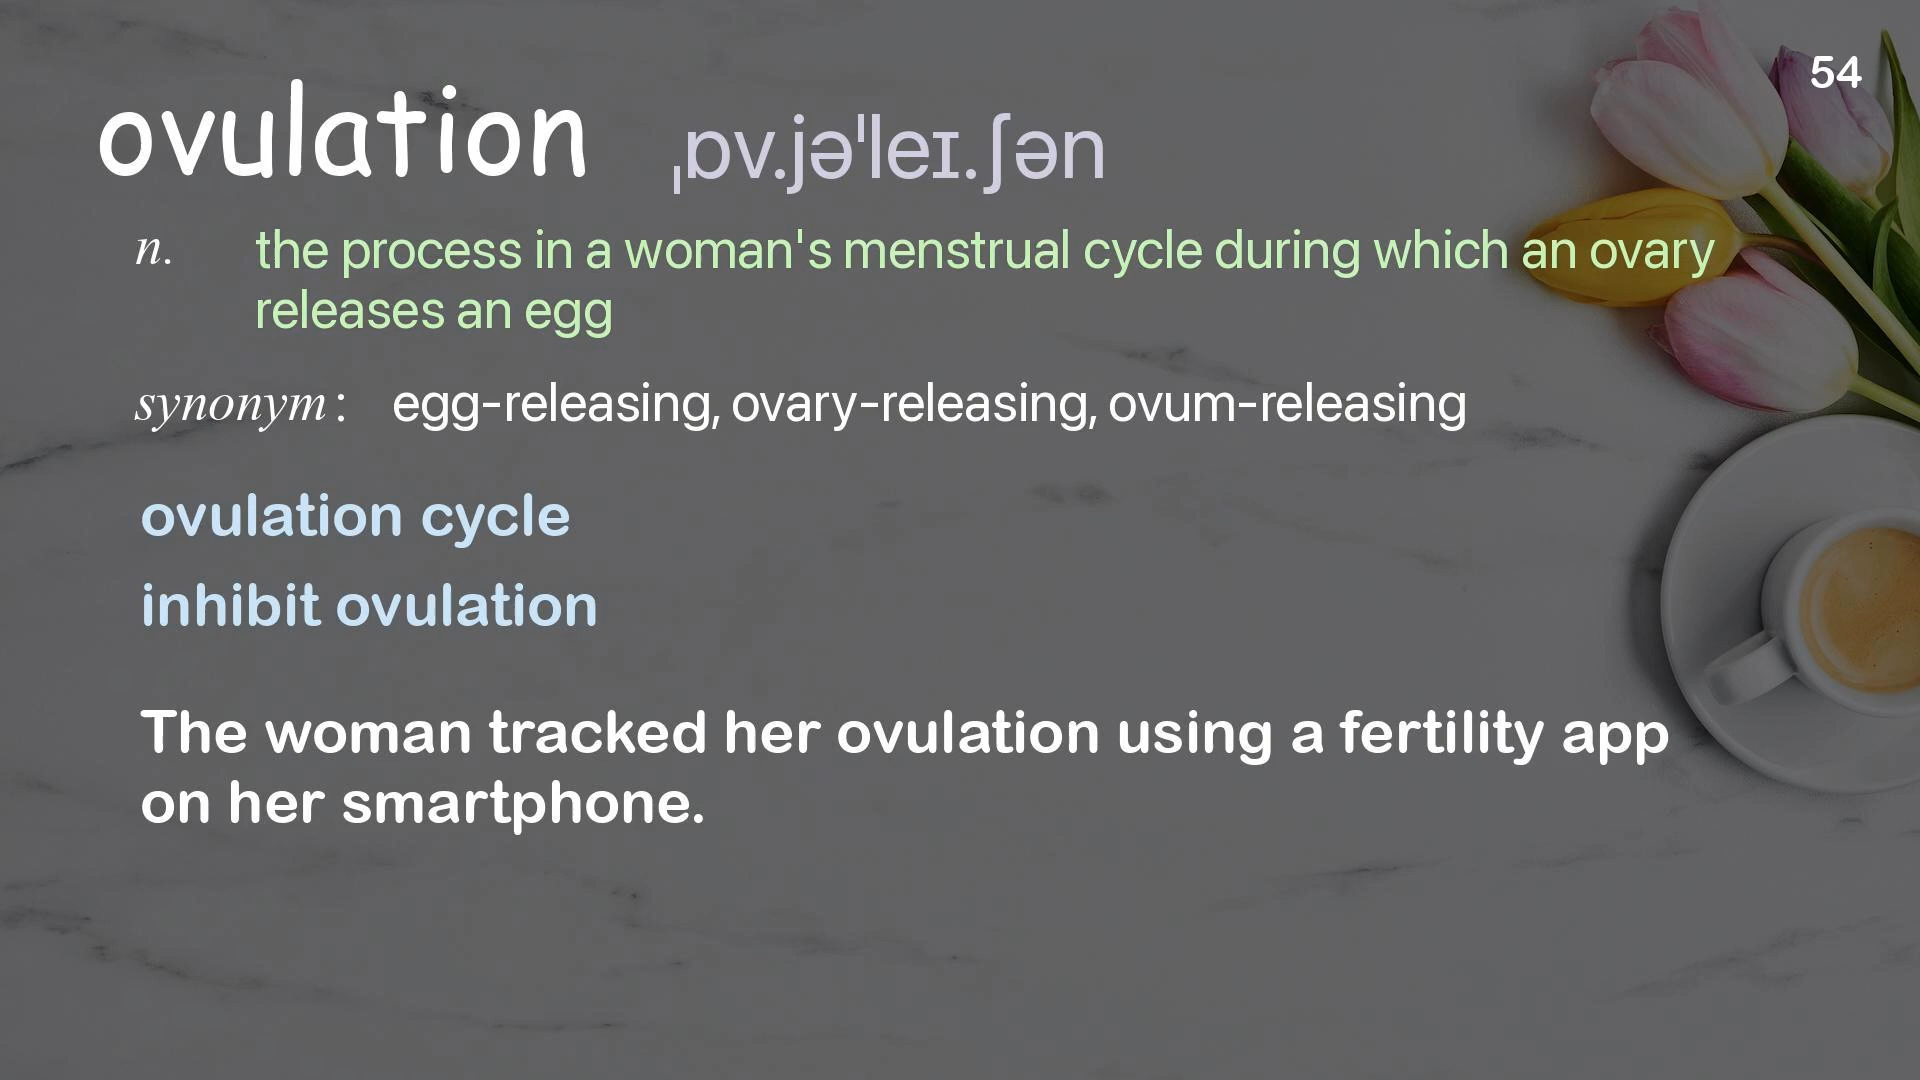 54
ovulation ˌɒv.jəˈleɪ.ʃən
n. the process in a woman's menstrual cycle during which an ovary
releases an egg
synonym: egg-releasing, ovary-releasing, ovum-releasing
ovulation cycle
inhibit ovulation
The woman tracked her ovulation using a fertility app
on her smartphone.